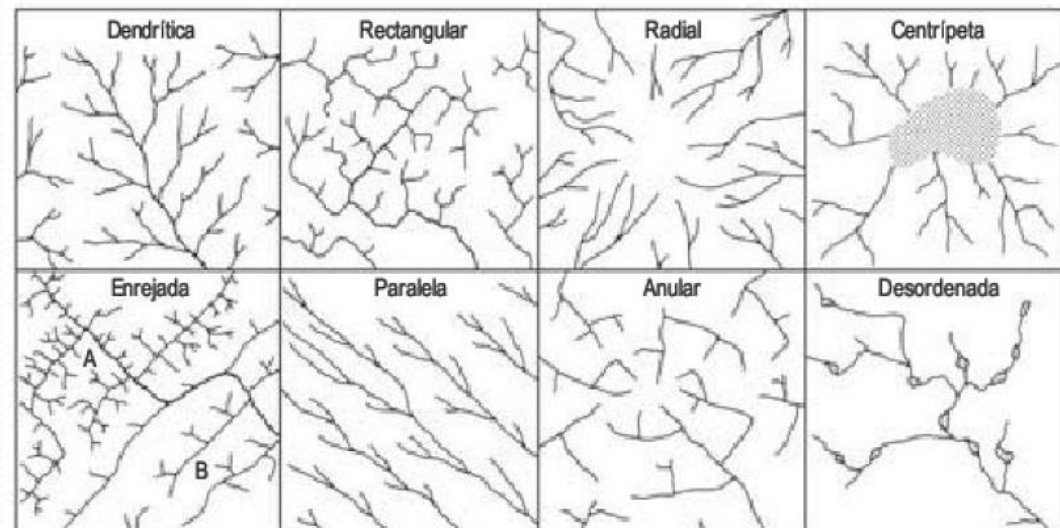 Dendrítica
Rectangular
Radial
Centrípeta
Enrejada
A
B
Paralela
Anular
Desordenada